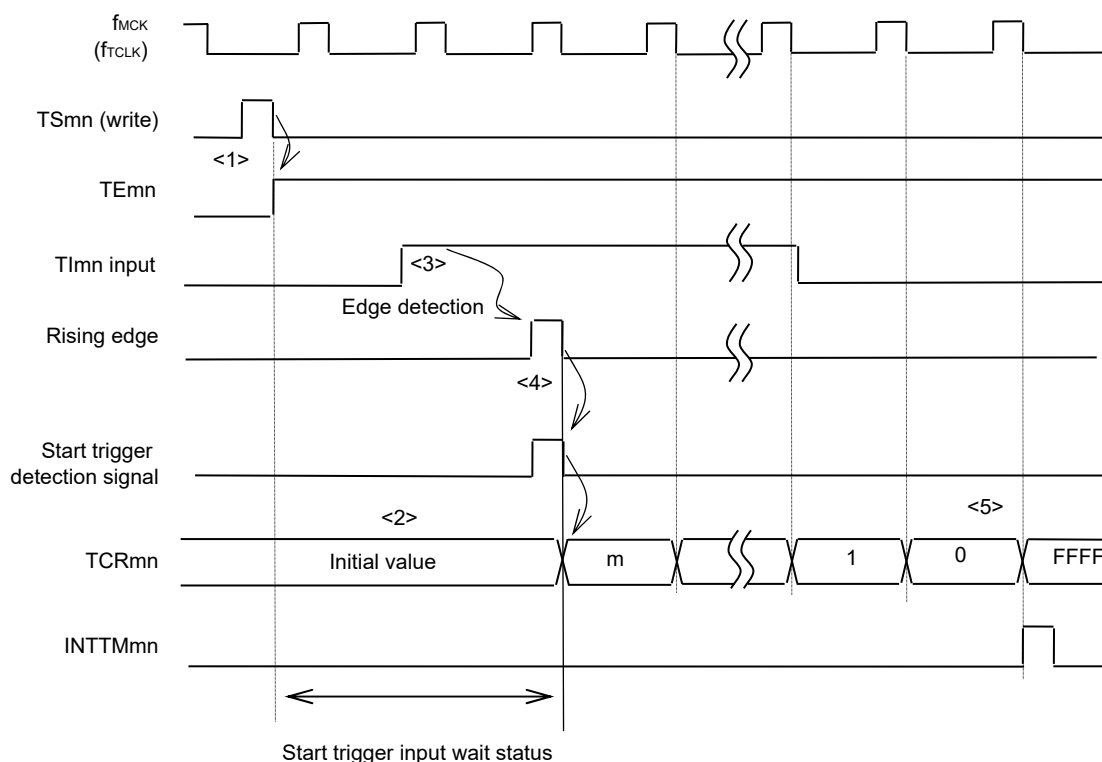 fMCK
(fTCLK)
TSmn (write)
<1>
TEmn
TImn input
<3>
Edge detection
Rising edge
<4>
Start trigger
detection signal
<2>
<5>
TCRmn
Initial value
m
1
0
FFFF
INTTMmn
Start trigger input wait status